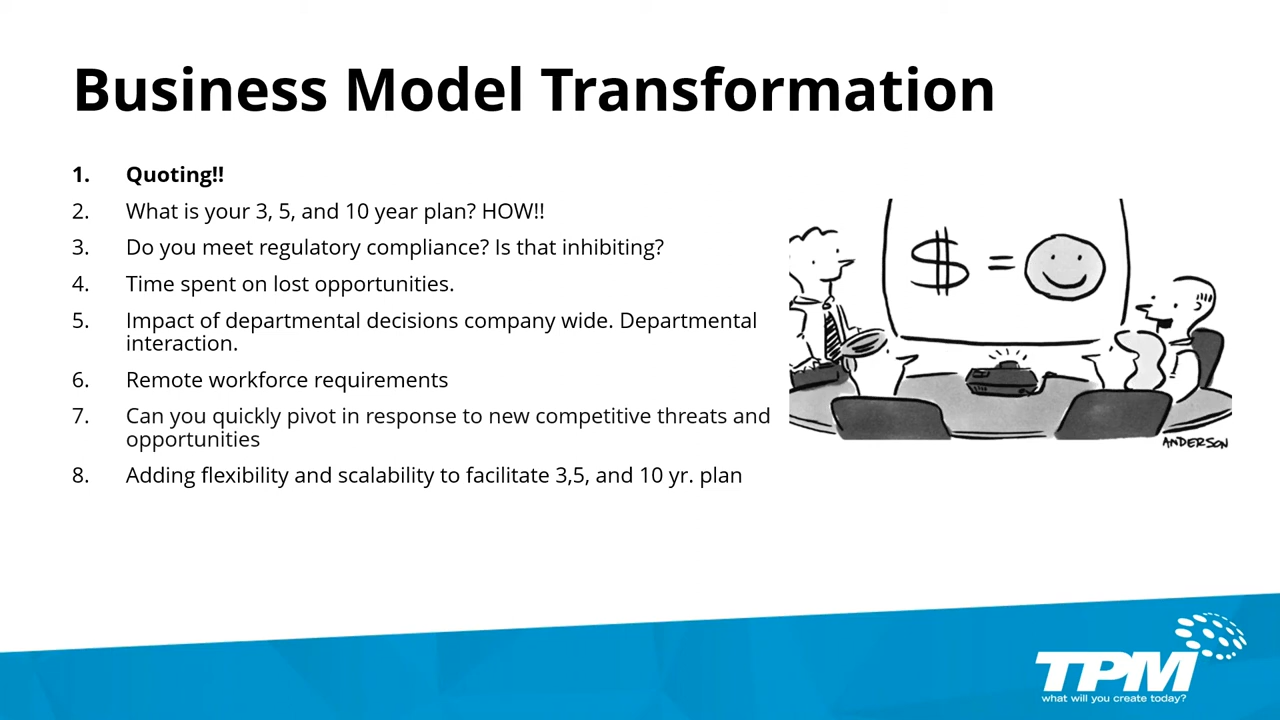 Business Model Transformation
1. Quoting!!
2. What is your 3, 5, and 10 year plan? HOW!!
3. Do you meet regulatory compliance? Is that inhibiting?
4. Time spent on lost opportunities.
5. Impact of departmental decisions company wide. Departmental
interaction.
6. Remote workforce requirements
7. Can you quickly pivot in response to new competitive threats and
opportunities
8. Adding flexibility and scalability to facilitate 3,5, and 10 yr. plan
$ =
ANDERSON
TPM
what will you create today?